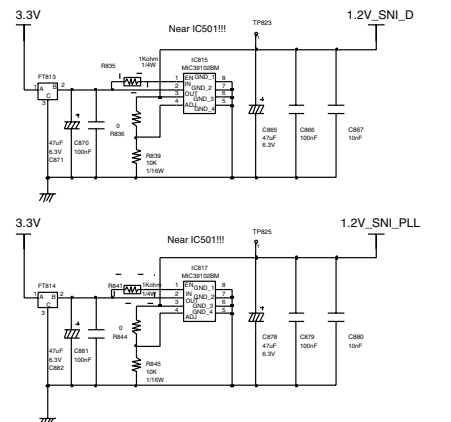 3.3V
1.2V_SNI_D
Near IC501!!!
TP823
1
IC815
MIC39102BM
R835
1Kohm
1/4W
FT813
1 A B 2
C
3
1 EN GND_1 8
2 IN GND_2 7
3 OUT GND_3 6
4 ADJ GND_4 5
0
R836
47uF
6.3V
C871
C870
100nF
R839
10K
1/16W
C865
47uF
6.3V
C866
100nF
C867
10nF
3.3V
1.2V_SNI_PLL
Near IC501!!!
TP825
IC817
MIC39102BM
R841
1Kohm
1/4W
FT814
1 A B 2
C
3
1 EN GND_1 8
2 IN GND_2 7
3 OUT GND_3 6
4 ADJ GND_4 5
0
R844
47uF
6.3V
C882
C881
100nF
R845
10K
1/16W
C878
47uF
6.3V
C879
100nF
C880
10nF